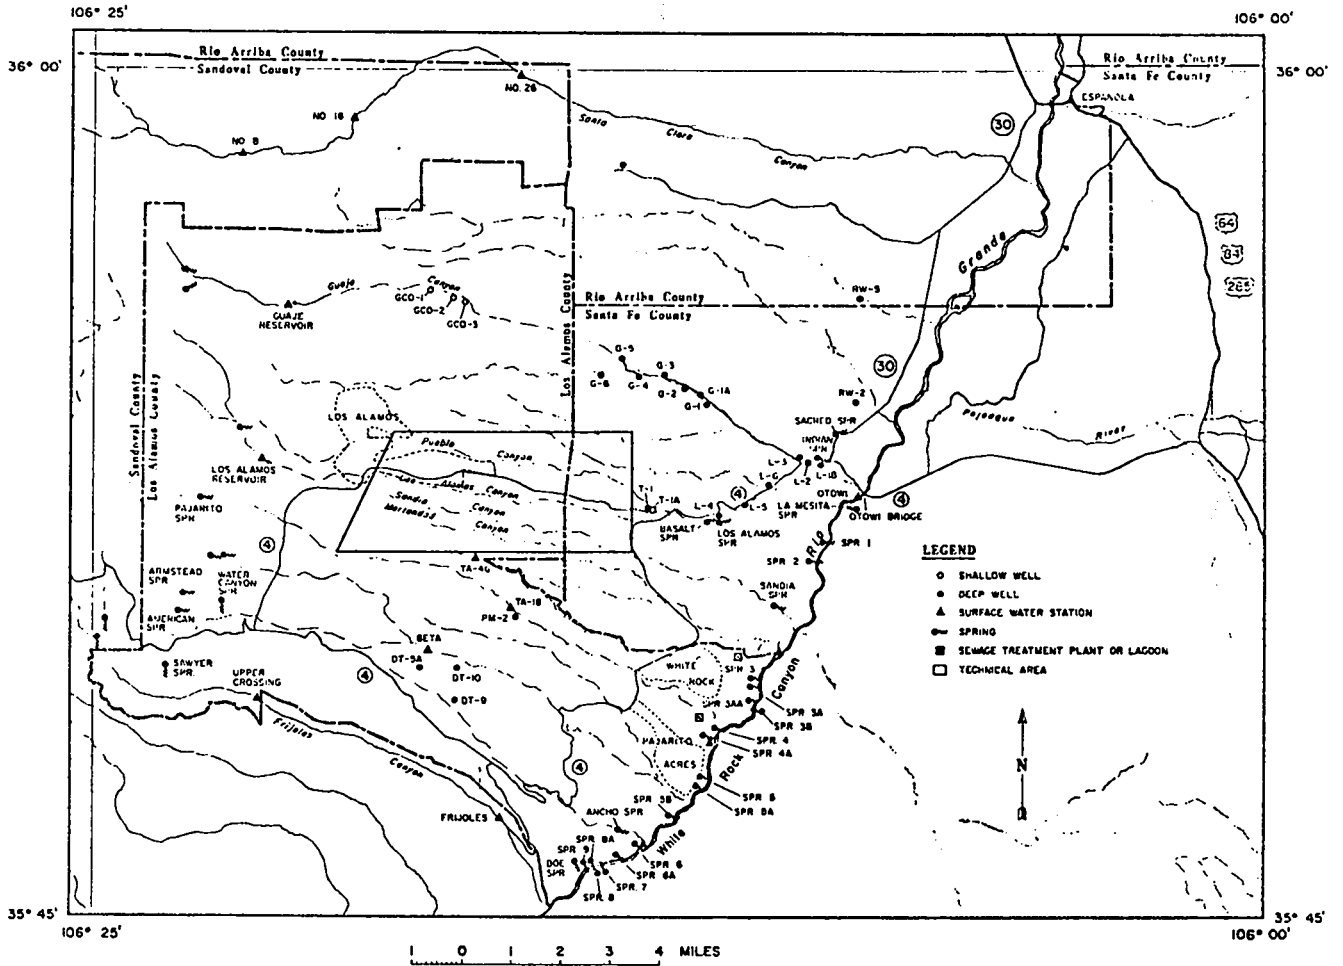 106° 25'
106° 00'
36° 00'
Rio Arriba County
Sandoval County
Rio Arriba County
Santa Fe County
36° 00'
NO. 26
ESPANOLA
NO. 16
NO 8
Santa Clara Canyon
30
64
84
285
Rio Grande
Guaje Canyon
GCO-1
GCO-2
GCO-3
GUAJE
RESERVOIR
Los Alamos County
Rio Arriba County
Santa Fe County
RW-5
G-5
G-3
G-6
G-4
G-2
G-1A
G-1
30
RW-2
Sandoval County
Los Alamos County
LOS ALAMOS
SACRED SPR
INDIAN
Pojoaque River
Pueblo Canyon
LOS ALAMOS
RESERVOIR
Los Alamos Canyon
Sandia Canyon
Mortandad Canyon
L-3
L-6
L-2
L-1B
T-1
T-1A
4
L-4
L-5
LA MESITA
SPR
OTOWI
4
OTOWI BRIDGE
PAJARITO
SPR
BASALT
SPR
LOS ALAMOS
SPR
4
SPR 1
SPR 2
TA-46
ARMSTEAD
SPR
WATER
CANYON
SPR
AMERICAN
SPR
SANDIA
SPR
TA-18
PM-2
LEGEND
SHALLOW WELL
DEEP WELL
SURFACE WATER STATION
SPRING
SEWAGE TREATMENT PLANT OR LAGOON
TECHNICAL AREA
BETA
DT-5A
DT-10
DT-9
SAWYER
SPR.
UPPER
CROSSING
4
WHITE
ROCK
SPR 3
SPR 3AA
SPR 3A
SPR 3B
SPR 4
SPR 4A
PAJARITO
ACRES
Frijoles Canyon
4
N
SPR 5B
ANCHO SPR
FRIJOLES
White Rock Canyon
SPR 8A
SPR 9
DOE
SPR
SPR 6
SPR 6A
SPR. 7
SPR. 8
35° 45'
35° 45'
106° 25'
106° 00'
1 0 1 2 3 4 MILES